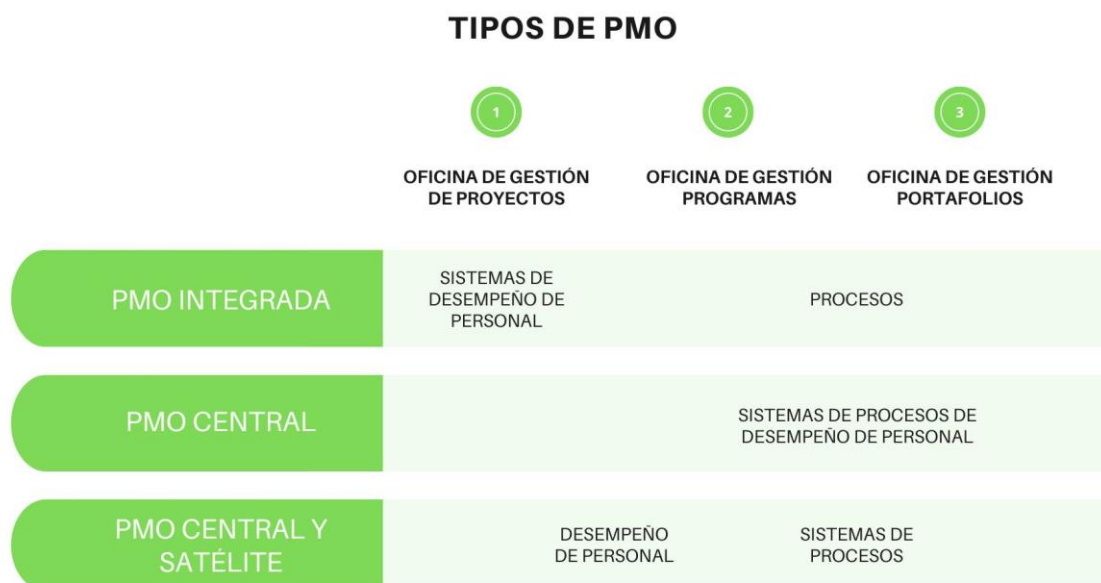 TIPOS DE PMO
1
2
3
OFICINA DE GESTIÓN
DE PROYECTOS
OFICINA DE GESTIÓN
PROGRAMAS
OFICINA DE GESTIÓN
PORTAFOLIOS
PMO INTEGRADA
SISTEMAS DE
DESEMPEÑO DE
PERSONAL
PROCESOS
PMO CENTRAL
SISTEMAS DE PROCESOS DE
DESEMPEÑO DE PERSONAL
PMO CENTRAL Y
SATÉLITE
DESEMPEÑO
DE PERSONAL
SISTEMAS DE
PROCESOS